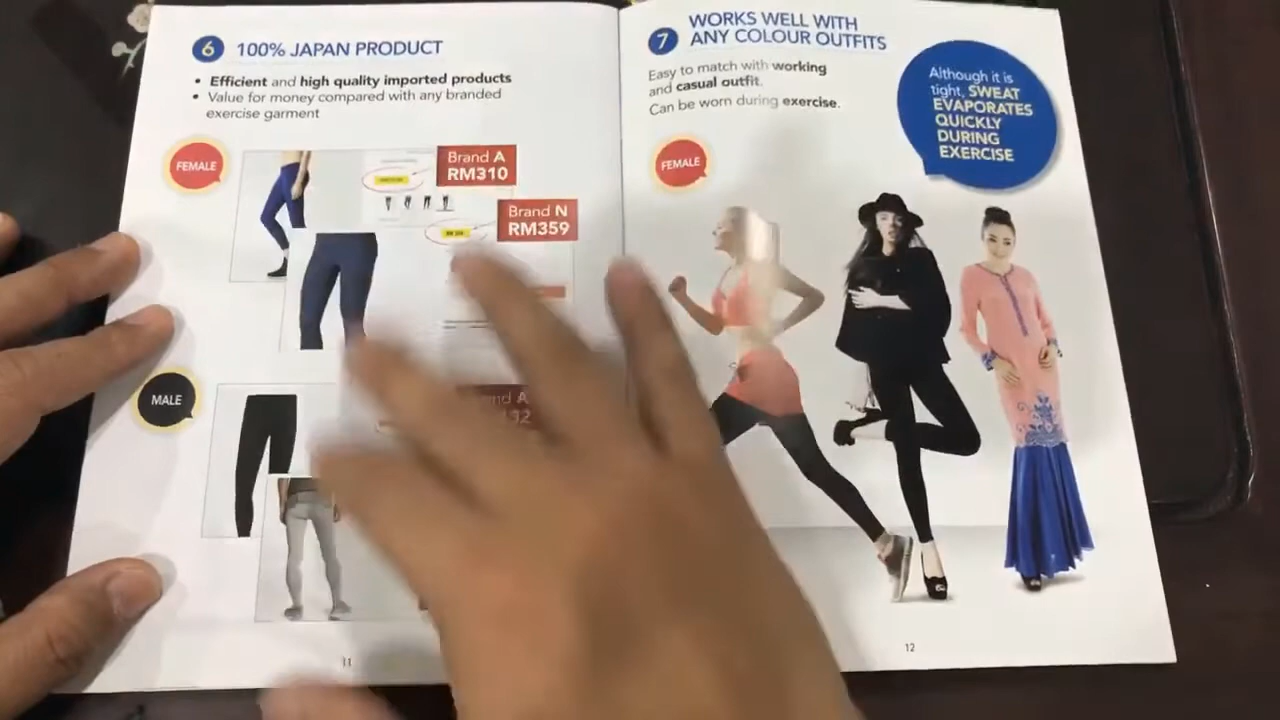 6 100% JAPAN PRODUCT
• Efficient and high quality imported products
• Value for money compared with any branded
exercise garment
FEMALE
Brand A
RM310
Brand N
RM359
MALE
11
7 WORKS WELL WITH
ANY COLOUR OUTFITS
Easy to match with working
and casual outfit.
Can be worn during exercise.
Although it is
tight, SWEAT
EVAPORATES
QUICKLY
DURING
EXERCISE
FEMALE
12